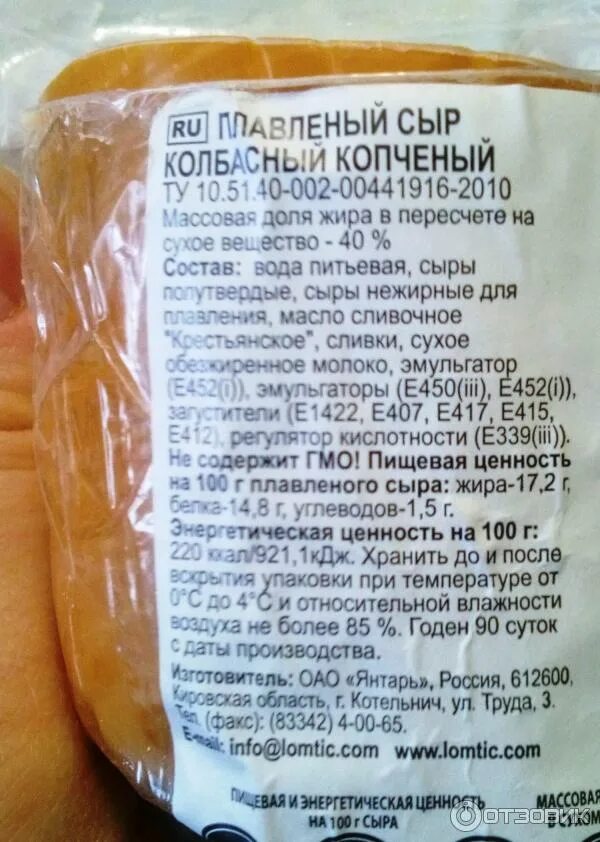 RU ПЛАВЛЕНЫЙ СЫР
КОЛБАСНЫЙ КОПЧЕНЫЙ
ТУ 10.51.40-002-00441916-2010
Массовая доля жира в пересчете на
сухое вещество - 40 %
Состав: вода питьевая, сыры
полутвердые, сыры нежирные для
плавления, масло сливочное
"Крестьянское", сливки, сухое
обезжиренное молоко, эмульгатор
(Е452(i)), эмульгаторы (Е450(iii), Е452(i)),
загустители (Е1422, Е407, Е417, Е415,
Е412), регулятор кислотности (Е339(iii)).
Не содержит ГМО! Пищевая ценность
на 100 г плавленого сыра: жира-17,2 г,
белка-14,8 г, углеводов-1,5 г.
Энергетическая ценность на 100 г:
220 ккал/921,1кДж. Хранить до и после
вскрытия упаковки при температуре от
0°С до 4°С и относительной влажности
воздуха не более 85 %. Годен 90 суток
с даты производства.
Изготовитель: ОАО «Янтарь», Россия, 612600,
Кировская область, г. Котельнич, ул. Труда, 3.
Тел. (факс): (83342) 4-00-65.
E-mail: info@lomtic.com www.lomtic.com
ПИЩЕВАЯ И ЭНЕРГЕТИЧЕСКАЯ ЦЕННОСТЬ МАССОВА
НА 100 Г СЫРА В СУХОМ
ОТЗОВИК